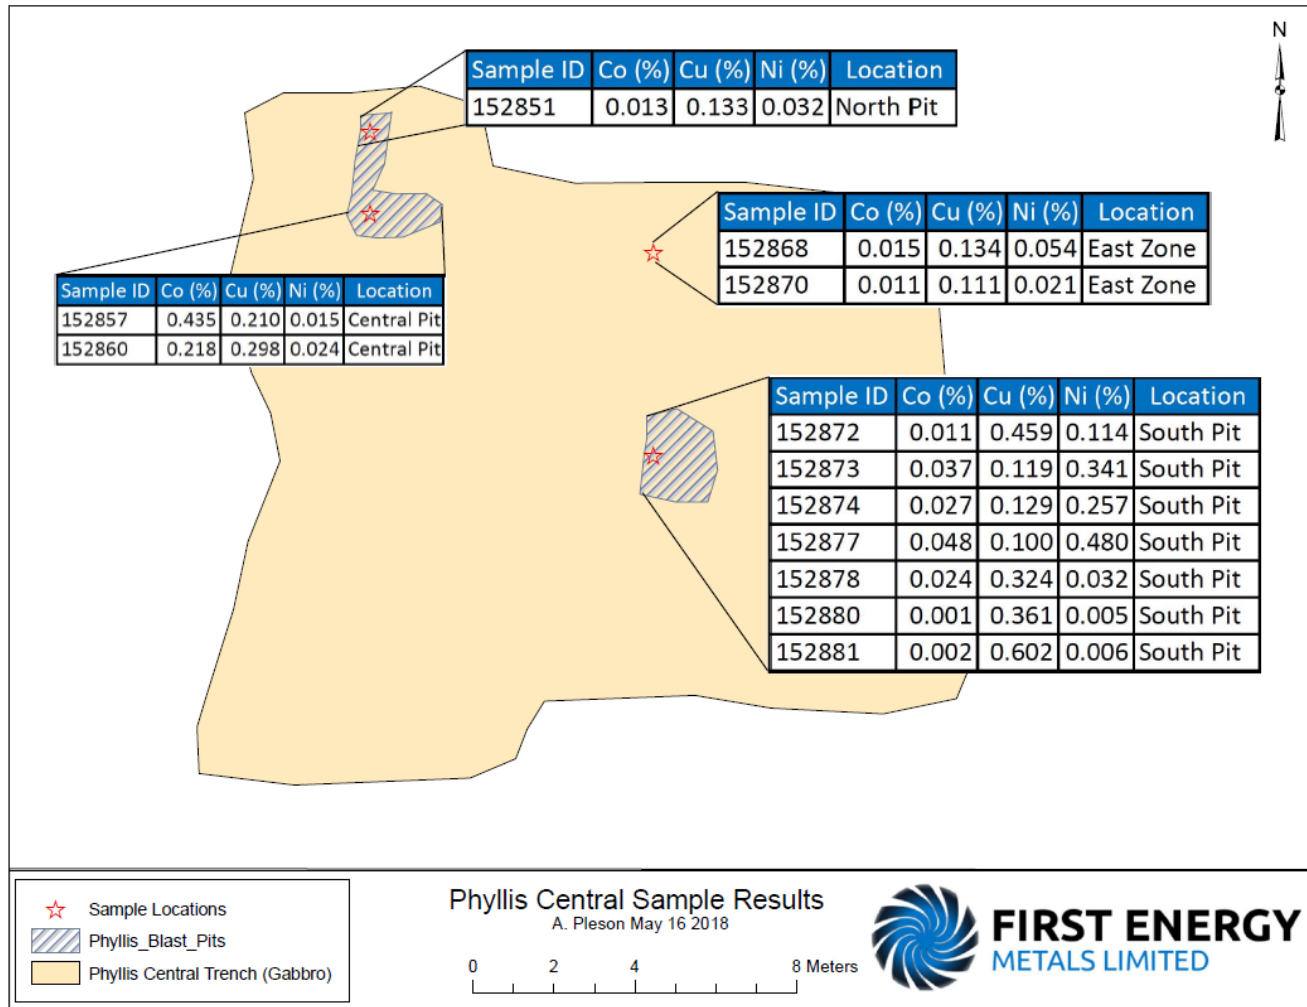 N
Sample ID Co (%) Cu (%) Ni (%) Location
152851 0.013 0.133 0.032 North Pit
Sample ID Co (%) Cu (%) Ni (%) Location
152868 0.015 0.134 0.054 East Zone
152870 0.011 0.111 0.021 East Zone
Sample ID Co (%) Cu (%) Ni (%) Location
152857 0.435 0.210 0.015 Central Pit
152860 0.218 0.298 0.024 Central Pit
Sample ID Co (%) Cu (%) Ni (%) Location
152872 0.011 0.459 0.114 South Pit
152873 0.037 0.119 0.341 South Pit
152874 0.027 0.129 0.257 South Pit
152877 0.048 0.100 0.480 South Pit
152878 0.024 0.324 0.032 South Pit
152880 0.001 0.361 0.005 South Pit
152881 0.002 0.602 0.006 South Pit
Sample Locations
Phyllis_Blast_Pits
Phyllis Central Trench (Gabbro)
Phyllis Central Sample Results
A. Pleson May 16 2018
0 2 4 8 Meters
FIRST ENERGY
METALS LIMITED